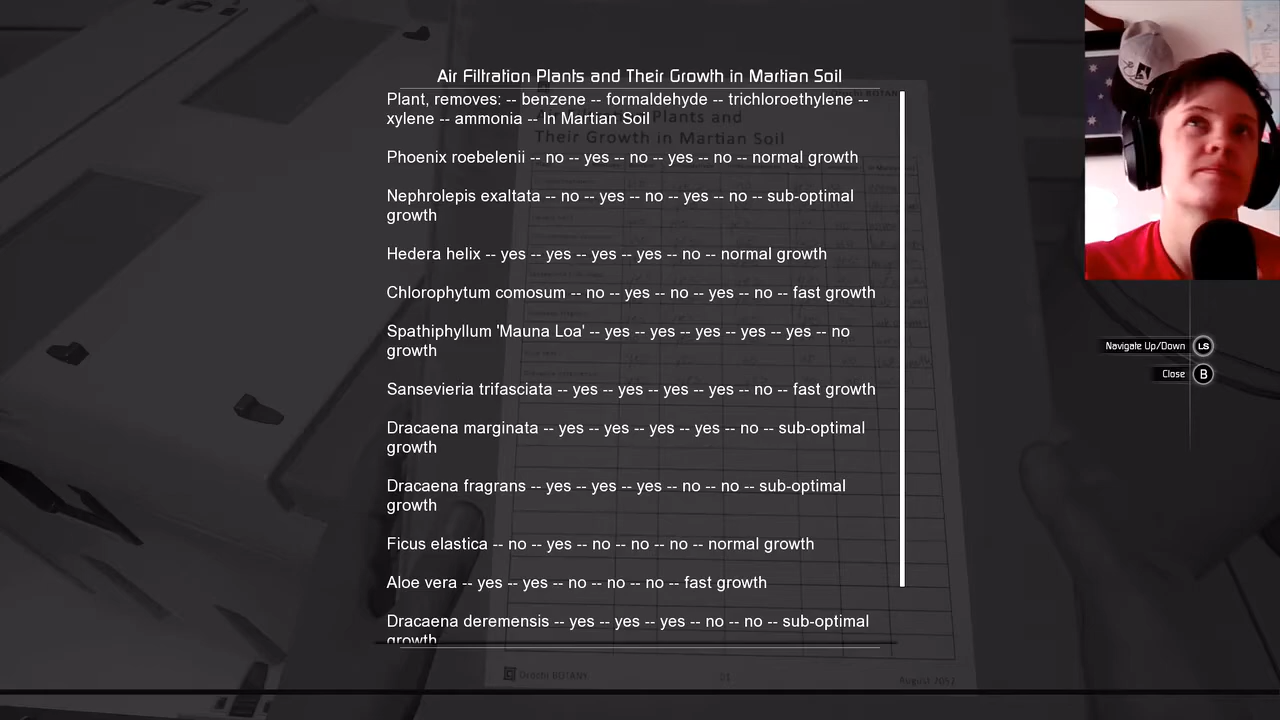 Air Filtration Plants and Their Growth in Martian Soil
Plant, removes: -- benzene -- formaldehyde -- trichloroethylene --
xylene -- ammonia -- In Martian Soil
Plants and
Their Growth in Martian Soil
Phoenix roebelenii -- no -- yes -- no -- yes -- no -- normal growth
Nephrolepis exaltata -- no -- yes -- no -- yes -- no -- sub-optimal
growth
Hedera helix -- yes -- yes -- yes -- yes -- no -- normal growth
Chlorophytum comosum -- no -- yes -- no -- yes -- no -- fast growth
Spathiphyllum 'Mauna Loa' -- yes -- yes -- yes -- yes -- yes -- no
growth
Sansevieria trifasciata -- yes -- yes -- yes -- yes -- no -- fast growth
Dracaena marginata -- yes -- yes -- yes -- yes -- no -- sub-optimal
growth
Dracaena fragrans -- yes -- yes -- yes -- no -- no -- sub-optimal
growth
Ficus elastica -- no -- yes -- no -- no -- no -- normal growth
Aloe vera -- yes -- yes -- no -- no -- no -- fast growth
Dracaena deremensis -- yes -- yes -- yes -- no -- no -- sub-optimal
growth
Navigate Up/Down LS
Close B
Orochi BOTANY 01 August 2057